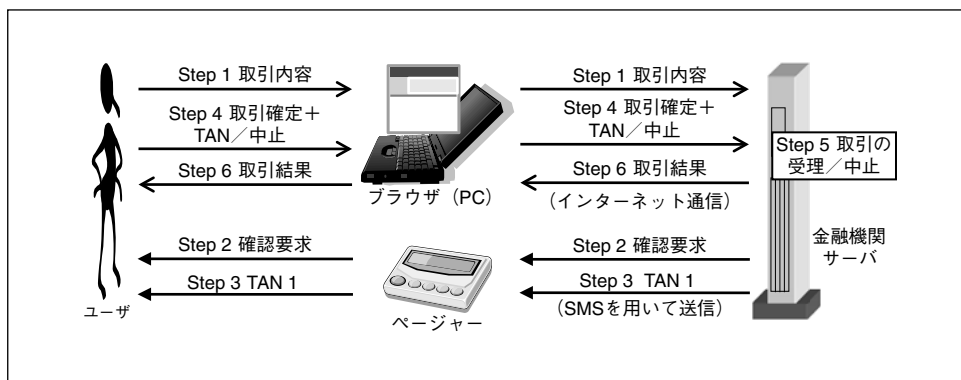 Step 1 取引内容
Step 4 取引確定＋
TAN／中止
Step 6 取引結果
ブラウザ（PC）
Step 1 取引内容
Step 4 取引確定＋
TAN／中止
Step 6 取引結果
（インターネット通信）
Step 5 取引の
受理／中止
Step 2 確認要求
Step 3 TAN 1
ユーザ
ページャー
Step 2 確認要求
Step 3 TAN 1
（SMSを用いて送信）
金融機関
サーバ